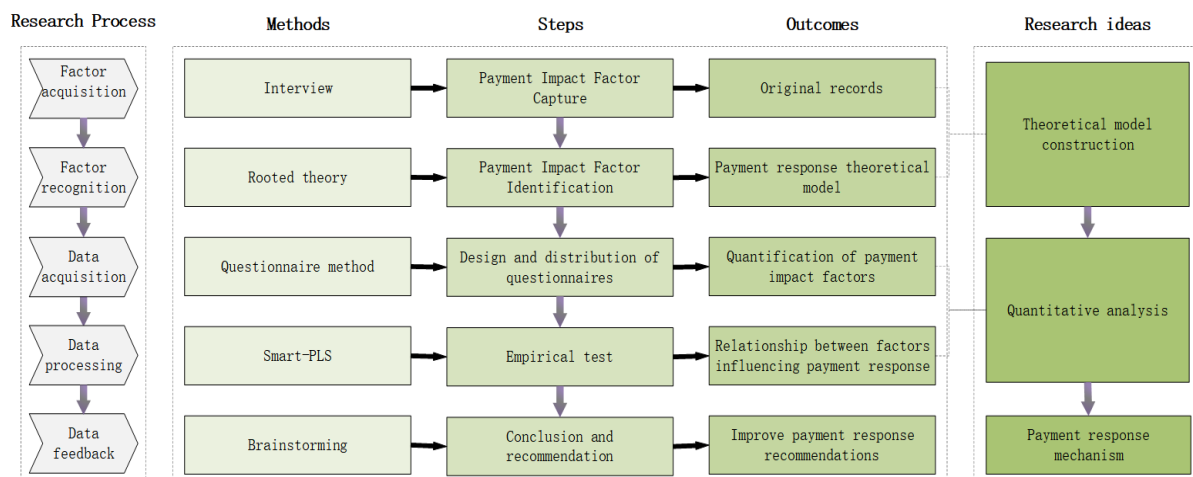 Research Process
Methods
Steps
Outcomes
Research ideas
Factor
acquisition
Interview
Payment Impact Factor
Capture
Original records
Theoretical model
construction
Factor
recognition
Rooted theory
Payment Impact Factor
Identification
Payment response theoretical
model
Data
acquisition
Questionnaire method
Design and distribution of
questionnaires
Quantification of payment
impact factors
Quantitative analysis
Data
processing
Smart-PLS
Empirical test
Relationship between factors
influencing payment response
Data
feedback
Brainstorming
Conclusion and
recommendation
Improve payment response
recommendations
Payment response
mechanism